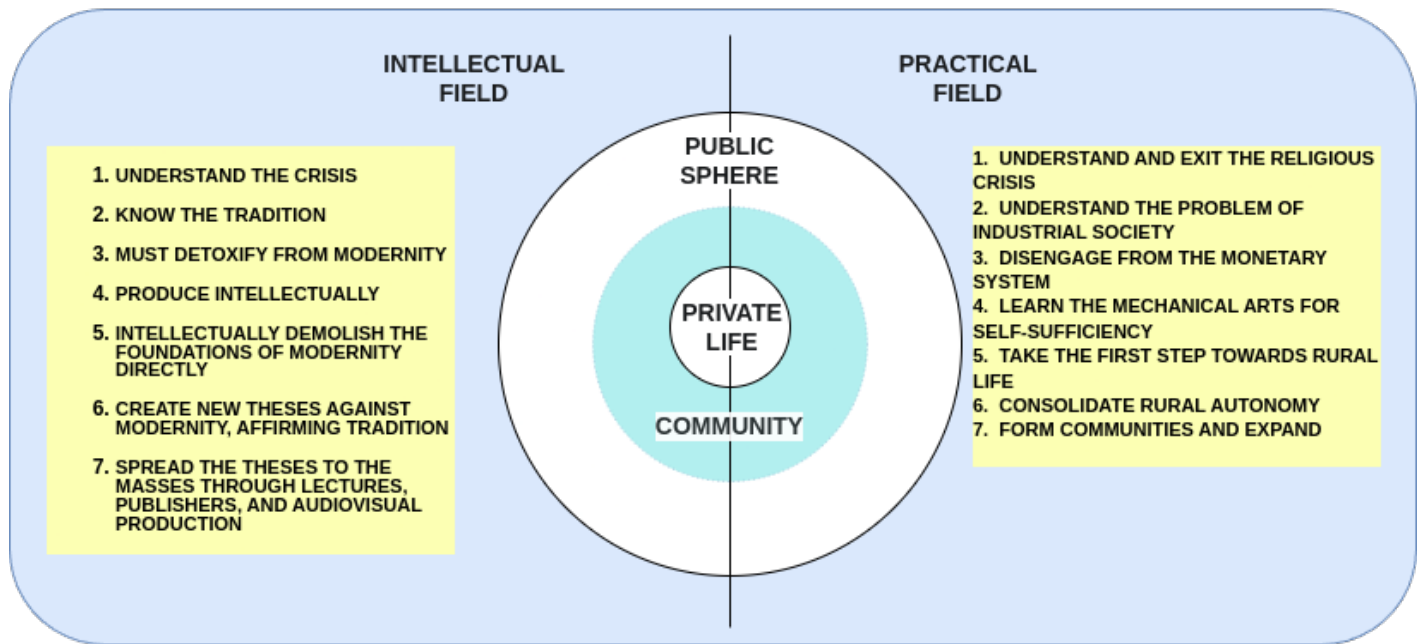 INTELLECTUAL
FIELD
PRACTICAL
FIELD
PUBLIC
SPHERE
PRIVATE
LIFE
COMMUNITY
1. UNDERSTAND THE CRISIS
2. KNOW THE TRADITION
3. MUST DETOXIFY FROM MODERNITY
4. PRODUCE INTELLECTUALLY
5. INTELLECTUALLY DEMOLISH THE
FOUNDATIONS OF MODERNITY
DIRECTLY
6. CREATE NEW THESES AGAINST
MODERNITY, AFFIRMING TRADITION
7. SPREAD THE THESES TO THE
MASSES THROUGH LECTURES,
PUBLISHERS, AND AUDIOVISUAL
PRODUCTION
1. UNDERSTAND AND EXIT THE RELIGIOUS
CRISIS
2. UNDERSTAND THE PROBLEM OF
INDUSTRIAL SOCIETY
3. DISENGAGE FROM THE MONETARY
SYSTEM
4. LEARN THE MECHANICAL ARTS FOR
SELF-SUFFICIENCY
5. TAKE THE FIRST STEP TOWARDS RURAL
LIFE
6. CONSOLIDATE RURAL AUTONOMY
7. FORM COMMUNITIES AND EXPAND